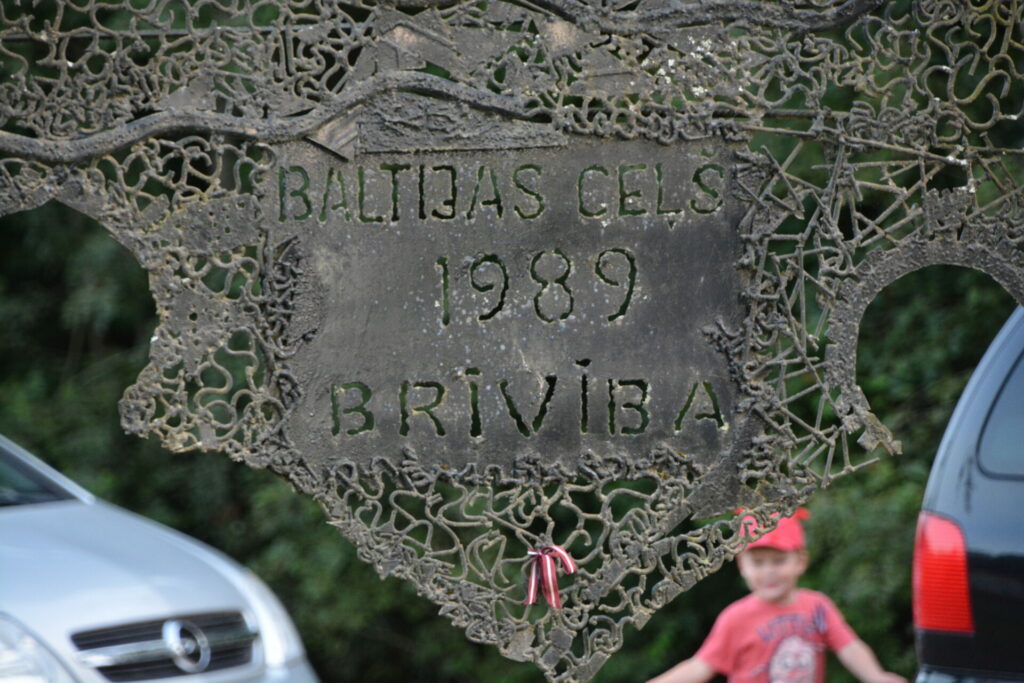 BALTIJAS CEĻŠ
1989
BRĪVĪBA